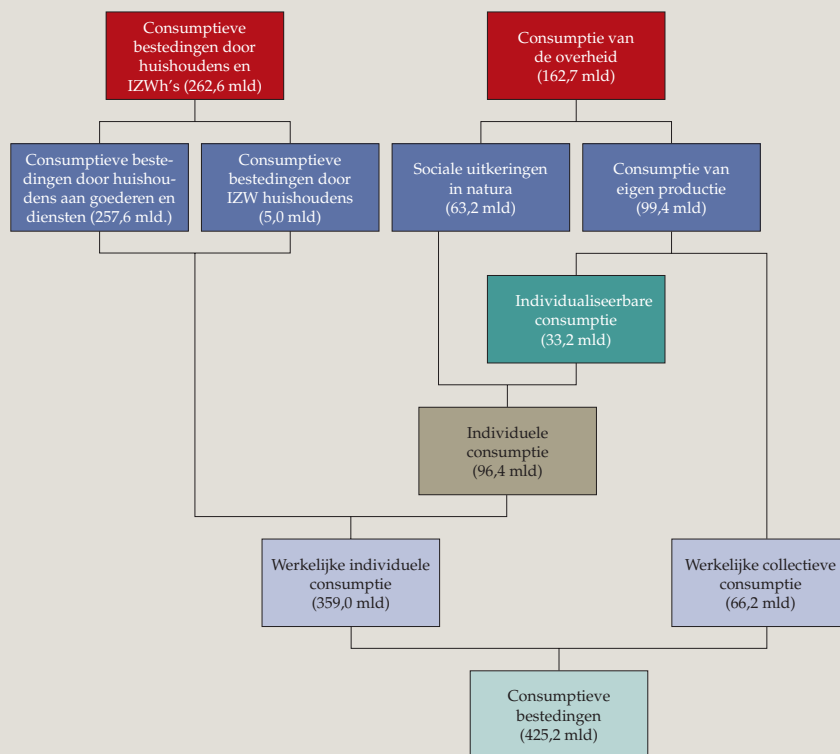 Consumptieve
bestedingen door
huishoudens en
IZWh's (262,6 mld)
Consumptie van
de overheid
(162,7 mld)
Consumptieve beste-
dingen door huishou-
dens aan goederen en
diensten (257,6 mld.)
Consumptieve
bestedingen door
IZW huishoudens
(5,0 mld)
Sociale uitkeringen
in natura
(63,2 mld)
Consumptie van
eigen productie
(99,4 mld)
Individualiseerbare
consumptie
(33,2 mld)
Individuele
consumptie
(96,4 mld)
Werkelijke individuele
consumptie
(359,0 mld)
Werkelijke collectieve
consumptie
(66,2 mld)
Consumptieve
bestedingen
(425,2 mld)